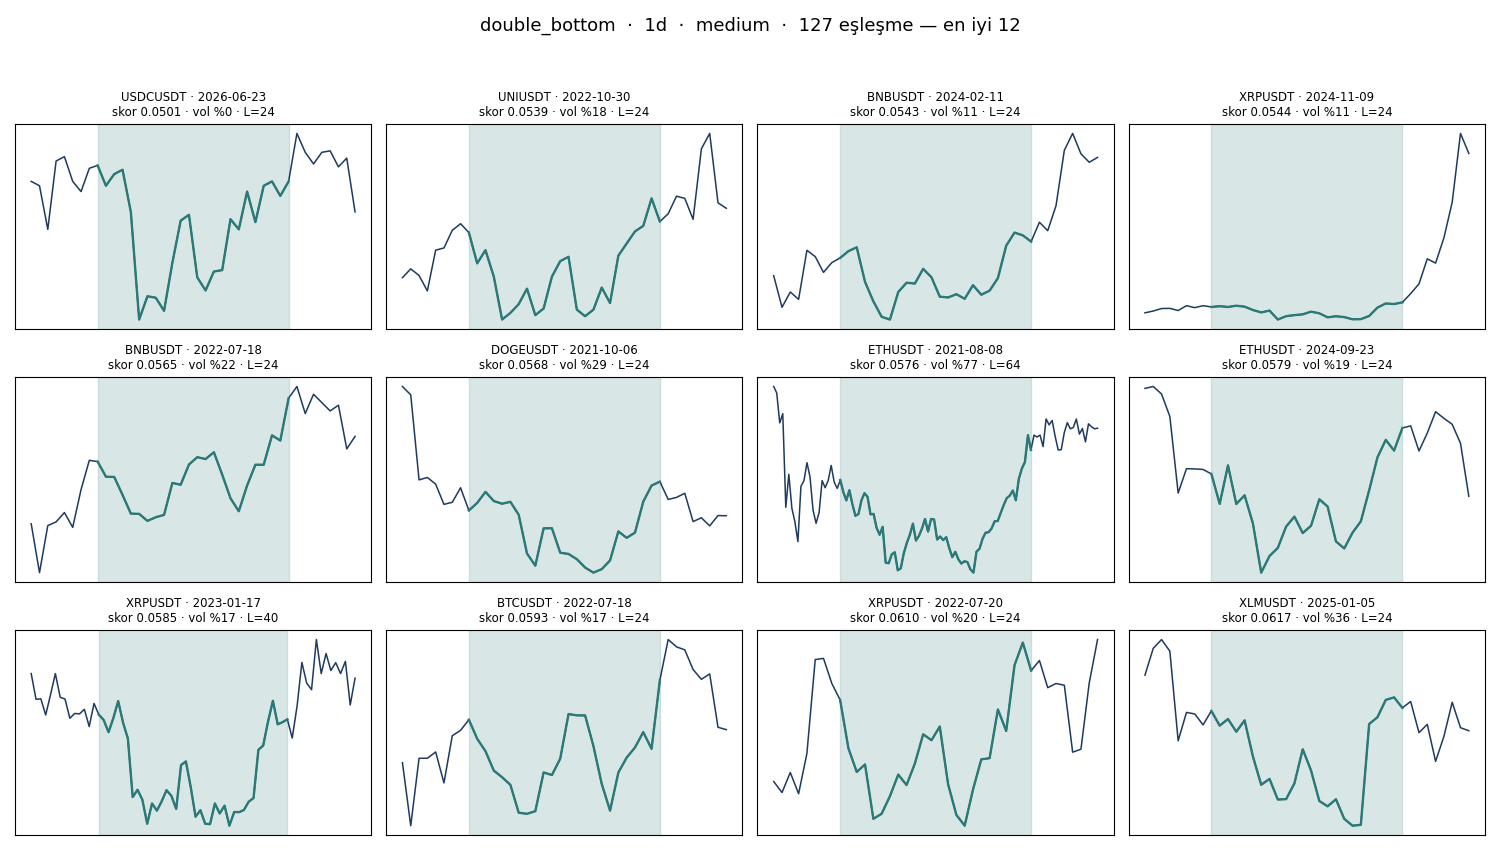 double_bottom · 1d · medium · 127 eşleşme — en iyi 12
USDCUSDT · 2026-06-23
skor 0.0501 · vol %0 · L=24
UNIUSDT · 2022-10-30
skor 0.0539 · vol %18 · L=24
BNBUSDT · 2024-02-11
skor 0.0543 · vol %11 · L=24
XRPUSDT · 2024-11-09
skor 0.0544 · vol %11 · L=24
BNBUSDT · 2022-07-18
skor 0.0565 · vol %22 · L=24
DOGEUSDT · 2021-10-06
skor 0.0568 · vol %29 · L=24
ETHUSDT · 2021-08-08
skor 0.0576 · vol %77 · L=64
ETHUSDT · 2024-09-23
skor 0.0579 · vol %19 · L=24
XRPUSDT · 2023-01-17
skor 0.0585 · vol %17 · L=40
BTCUSDT · 2022-07-18
skor 0.0593 · vol %17 · L=24
XRPUSDT · 2022-07-20
skor 0.0610 · vol %20 · L=24
XLMUSDT · 2025-01-05
skor 0.0617 · vol %36 · L=24